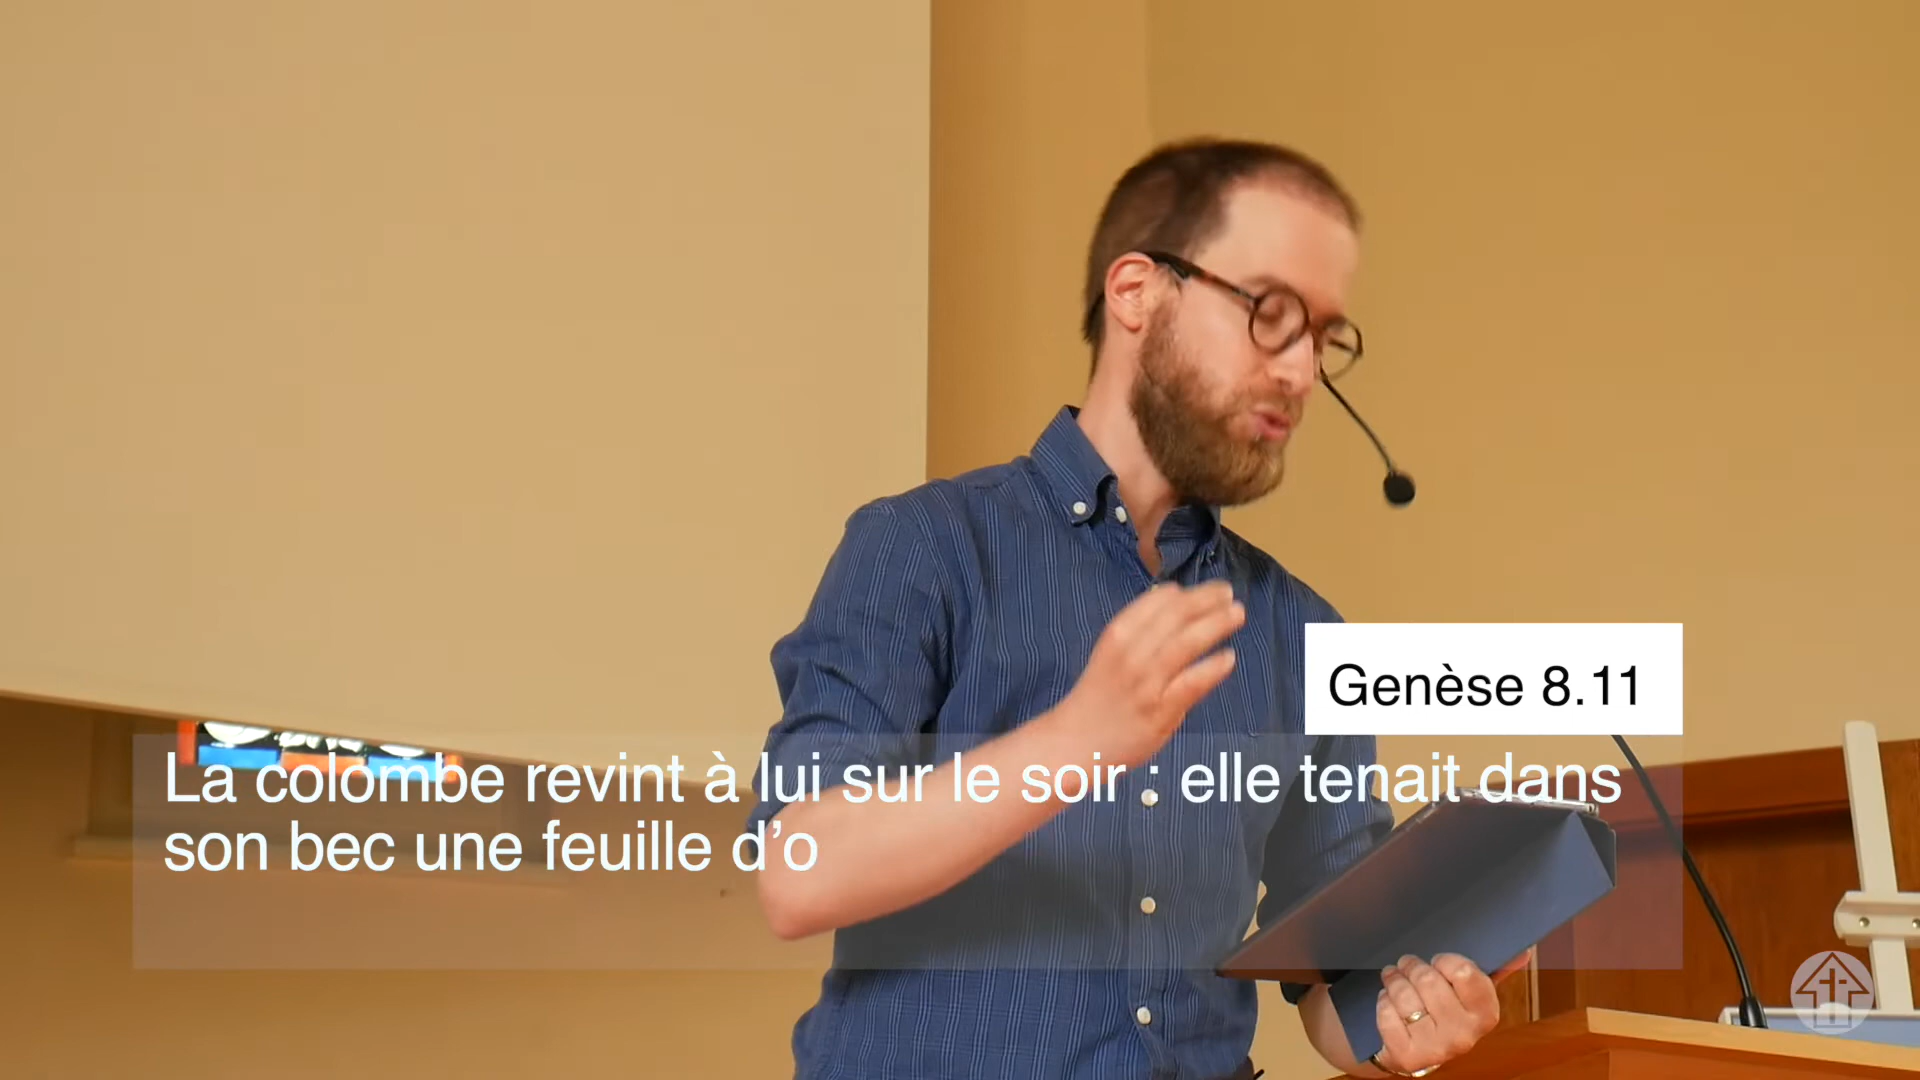 Genèse 8.11
La colombe revint à lui sur le soir : elle tenait dans
son bec une feuille d’o